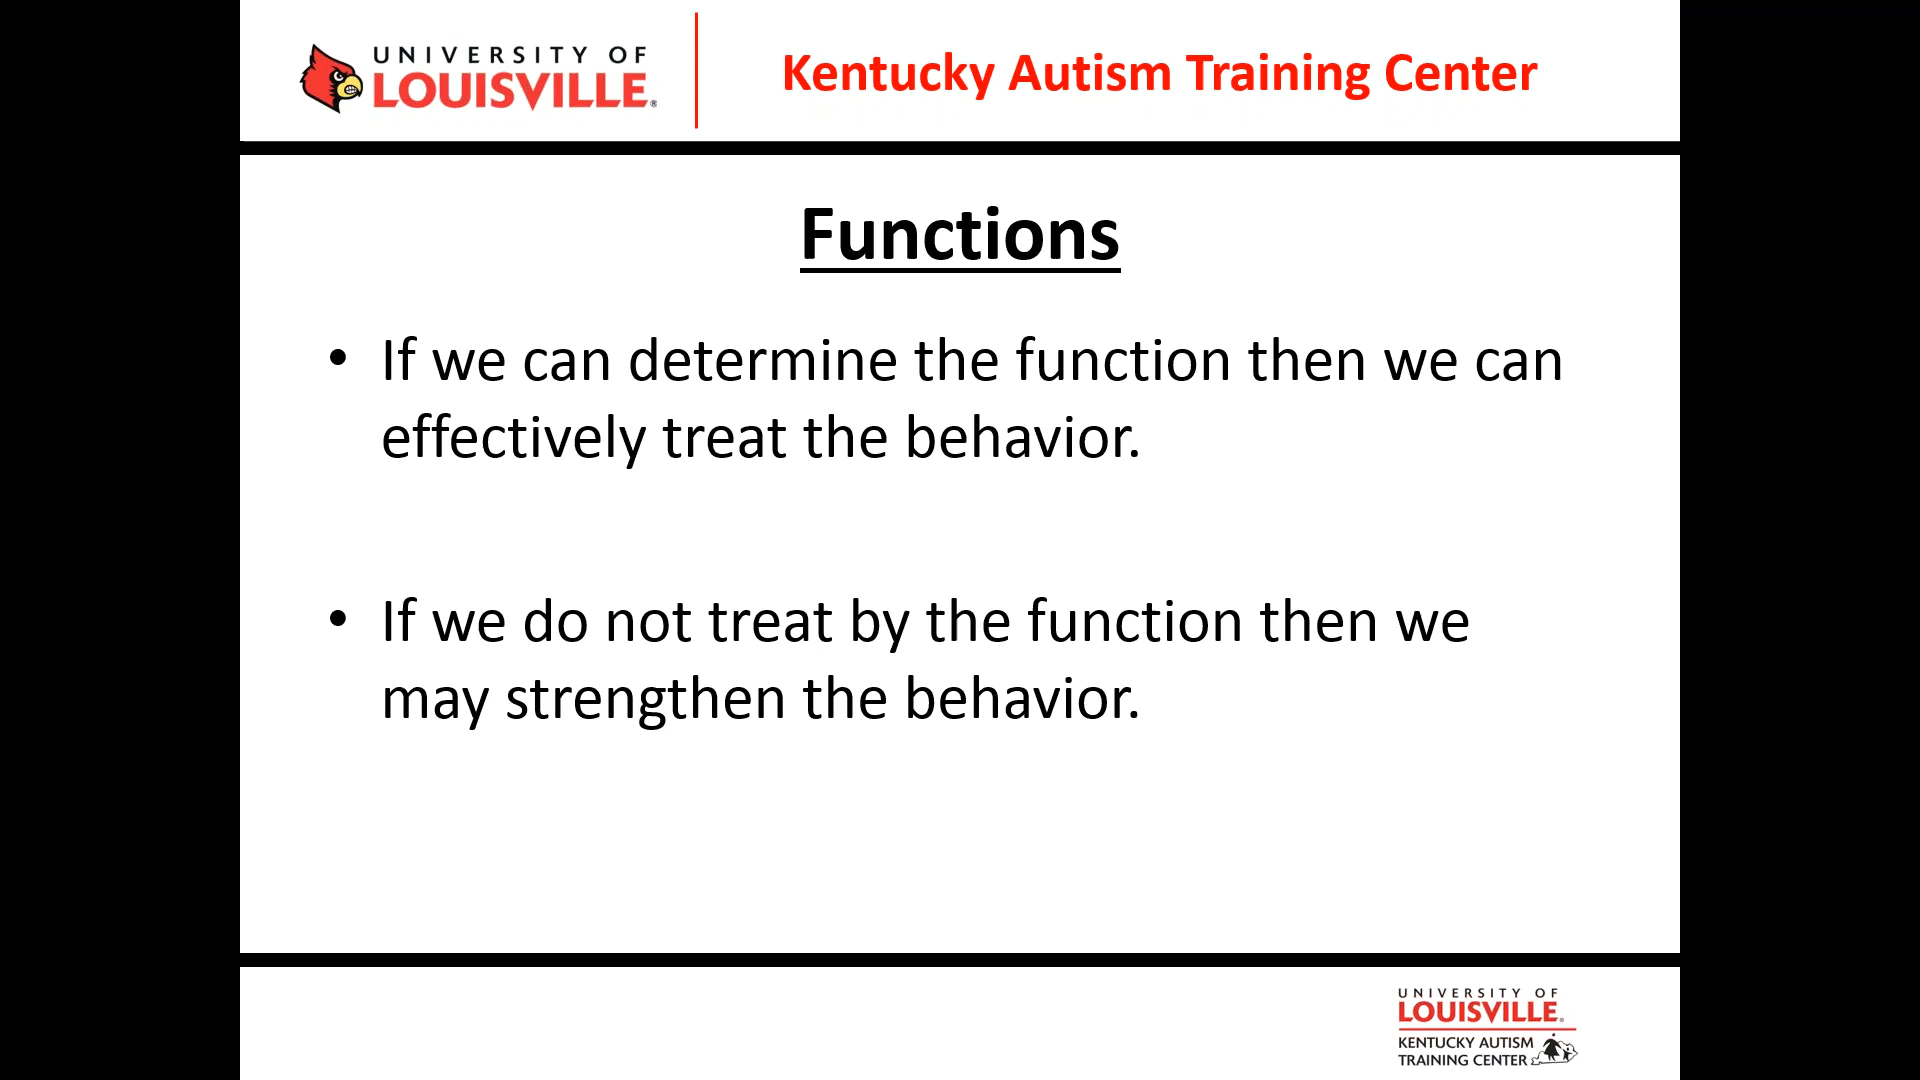 UNIVERSITY OF
LOUISVILLE®
Kentucky Autism Training Center
Functions
• If we can determine the function then we can
effectively treat the behavior.
• If we do not treat by the function then we
may strengthen the behavior.
UNIVERSITY OF
LOUISVILLE®
KENTUCKY AUTISM
TRAINING CENTER